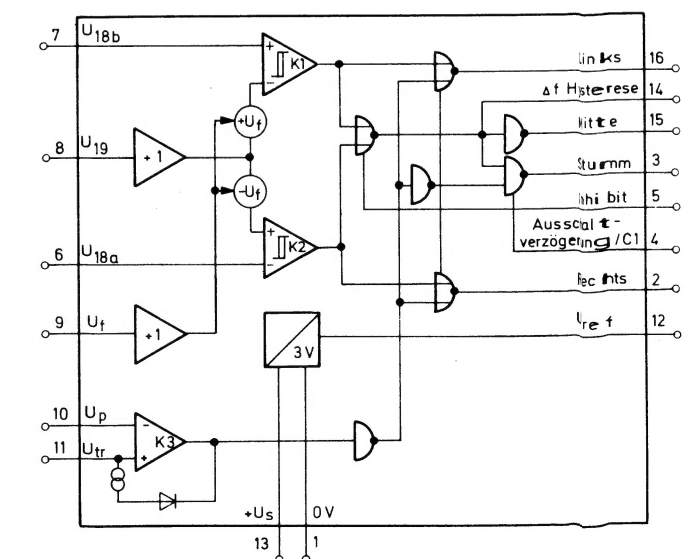 7 U18b
K1
links 16
Δf Hysterese 14
+Uf
Mitte 15
8 U19
+1
Stumm 3
-Uf
Inhibit 5
Ausschalt-
verzögerung/C1 4
K2
6 U18a
Rechts 2
9 Uf
+1
3V
Uref 12
10 Up
K3
11 Utr
+Us 0V
13 1